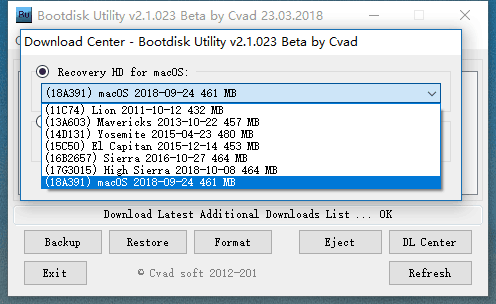 Ru Bootdisk Utility v2.1.023 Beta by Cvad 23.03.2018
Download Center - Bootdisk Utility v2.1.023 Beta by Cvad
Recovery HD for macOS:
(18A391) macOS 2018-09-24 461 MB
(11C74) Lion 2011-10-12 432 MB
(13A603) Mavericks 2013-10-22 457 MB
(14D131) Yosemite 2015-04-23 480 MB
(15C50) El Capitan 2015-12-14 453 MB
(16B2657) Sierra 2016-10-27 464 MB
(17G3015) High Sierra 2018-10-08 464 MB
(18A391) macOS 2018-09-24 461 MB
Download Latest Additional Downloads List ... OK
Backup Restore Format Eject DL Center
Exit © Cvad soft 2012-201 Refresh